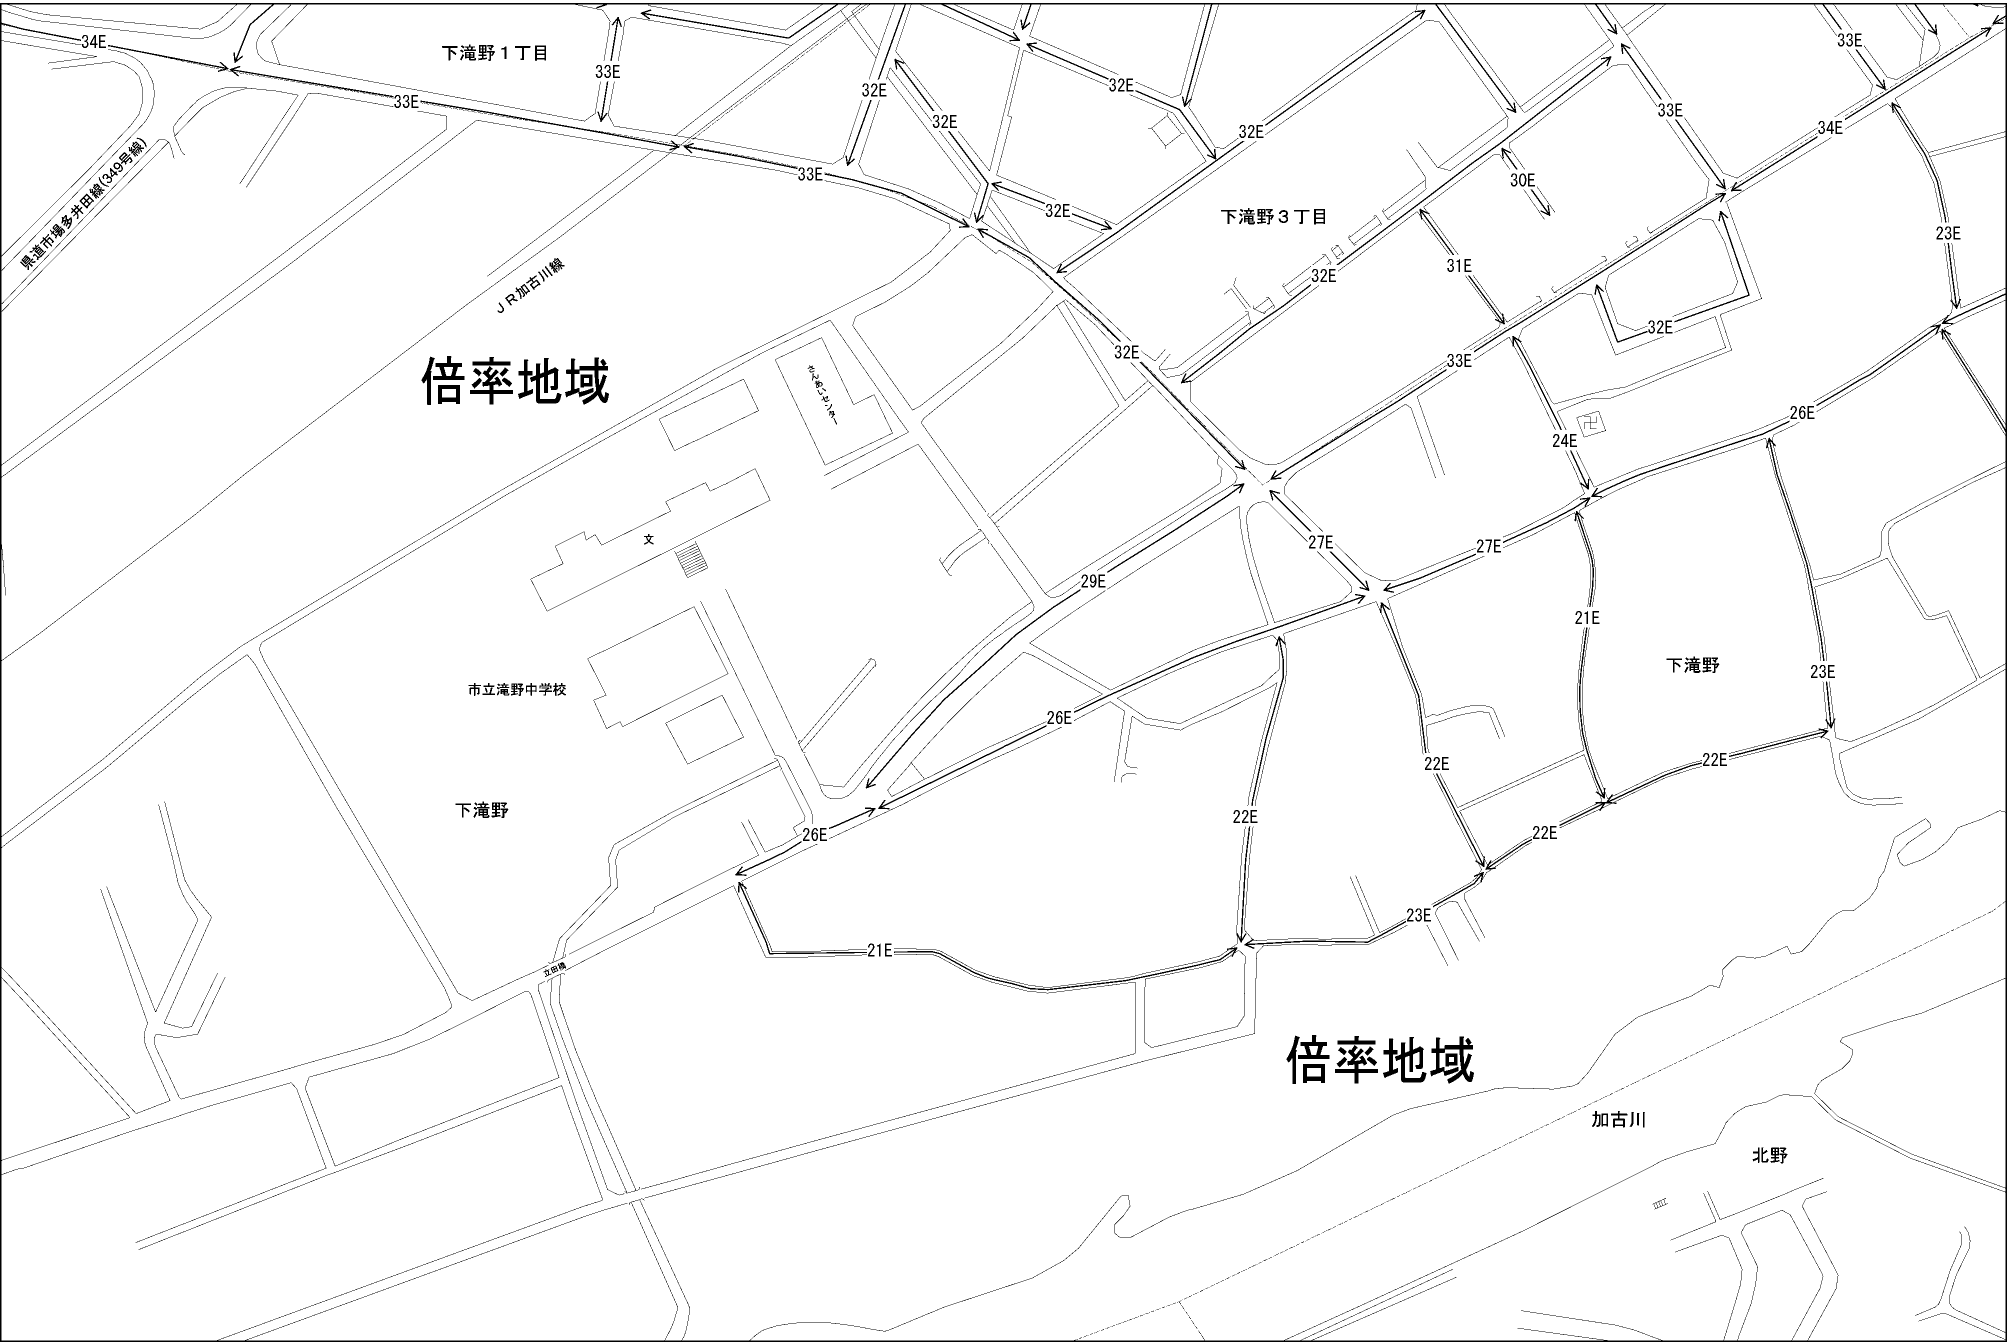 34E
下滝野１丁目
33E
33E
県道市場多井田線(349号線)
33E
32E
32E
32E
32E
32E
33E
33E
34E
30E
下滝野３丁目
31E
23E
32E
32E
32E
33E
ＪＲ加古川線
倍率地域
さんあいセンター
24E
26E
文
27E
27E
29E
21E
下滝野
23E
市立滝野中学校
26E
22E
22E
下滝野
22E
26E
22E
23E
21E
立田橋
倍率地域
加古川
北野